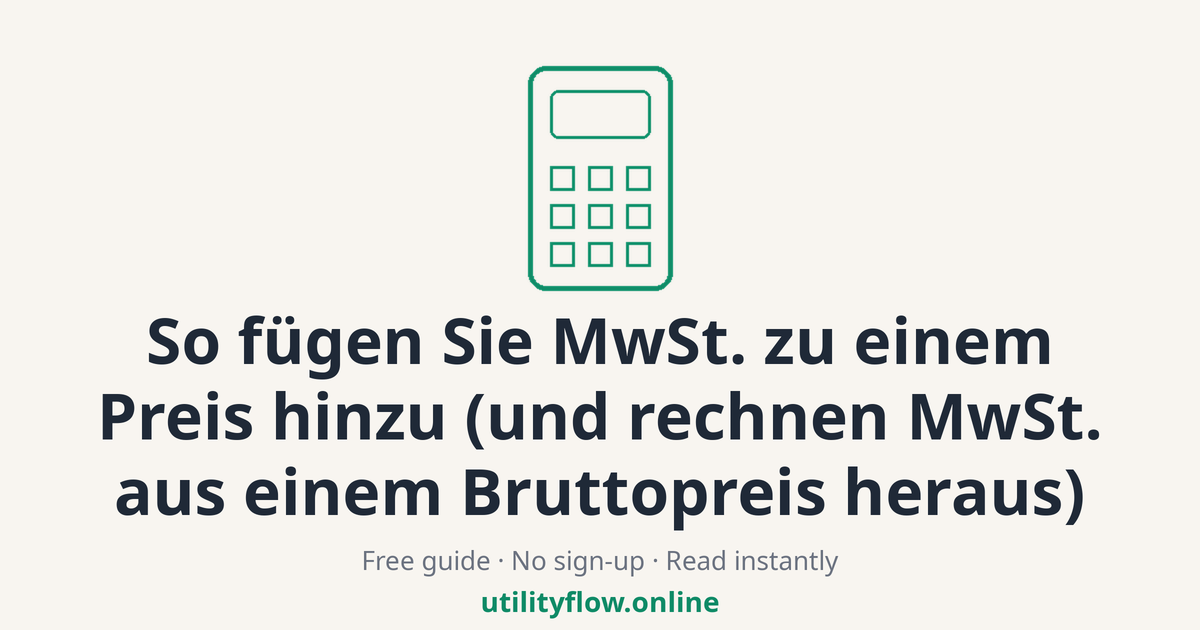 So fügen Sie MwSt. zu einem
Preis hinzu (und rechnen MwSt.
aus einem Bruttopreis heraus)
Free guide · No sign-up · Read instantly
utilityflow.online